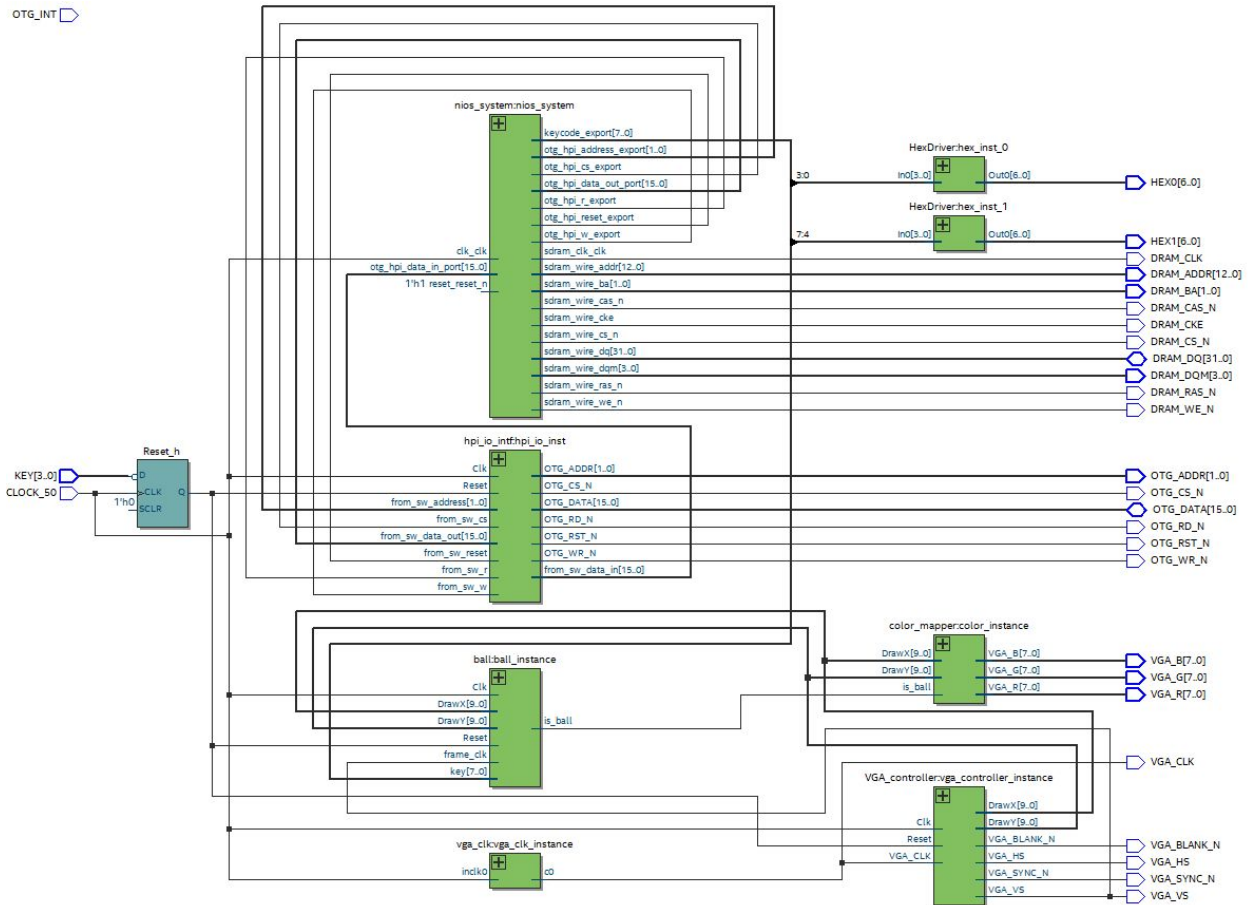 OTG_INT
nios_system:nios_system
keycode_export[7..0]
otg_hpi_address_export[1..0]
otg_hpi_cs_export
otg_hpi_data_out_port[15..0]
otg_hpi_r_export
otg_hpi_reset_export
otg_hpi_w_export
clk_clk
sdram_clk_clk
otg_hpi_data_in_port[15..0]
sdram_wire_addr[12..0]
1'h1 reset_reset_n
sdram_wire_ba[1..0]
sdram_wire_cas_n
sdram_wire_cke
sdram_wire_cs_n
sdram_wire_dq[31..0]
sdram_wire_dqm[3..0]
sdram_wire_ras_n
sdram_wire_we_n
HexDriver:hex_inst_0
3:0
In0[3..0]
Out0[6..0]
HEX0[6..0]
HexDriver:hex_inst_1
7:4
In0[3..0]
Out0[6..0]
HEX1[6..0]
DRAM_CLK
DRAM_ADDR[12..0]
DRAM_BA[1..0]
DRAM_CAS_N
DRAM_CKE
DRAM_CS_N
DRAM_DQ[31..0]
DRAM_DQM[3..0]
DRAM_RAS_N
DRAM_WE_N
Reset_h
KEY[3..0]
CLOCK_50
D
CLK
Q
1'h0
SCLR
hpi_io_intf:hpi_io_inst
Clk
Reset
from_sw_address[1..0]
from_sw_cs
from_sw_data_out[15..0]
from_sw_reset
from_sw_r
from_sw_w
OTG_ADDR[1..0]
OTG_CS_N
OTG_DATA[15..0]
OTG_RD_N
OTG_RST_N
OTG_WR_N
from_sw_data_in[15..0]
OTG_ADDR[1..0]
OTG_CS_N
OTG_DATA[15..0]
OTG_RD_N
OTG_RST_N
OTG_WR_N
ball:ball_instance
Clk
DrawX[9..0]
DrawY[9..0]
Reset
frame_clk
key[7..0]
is_ball
color_mapper:color_instance
DrawX[9..0]
DrawY[9..0]
is_ball
VGA_B[7..0]
VGA_G[7..0]
VGA_R[7..0]
VGA_B[7..0]
VGA_G[7..0]
VGA_R[7..0]
VGA_CLK
vga_clk:vga_clk_instance
inclk0
c0
VGA_controller:vga_controller_instance
Clk
Reset
VGA_CLK
DrawX[9..0]
DrawY[9..0]
VGA_BLANK_N
VGA_HS
VGA_SYNC_N
VGA_VS
VGA_BLANK_N
VGA_HS
VGA_SYNC_N
VGA_VS